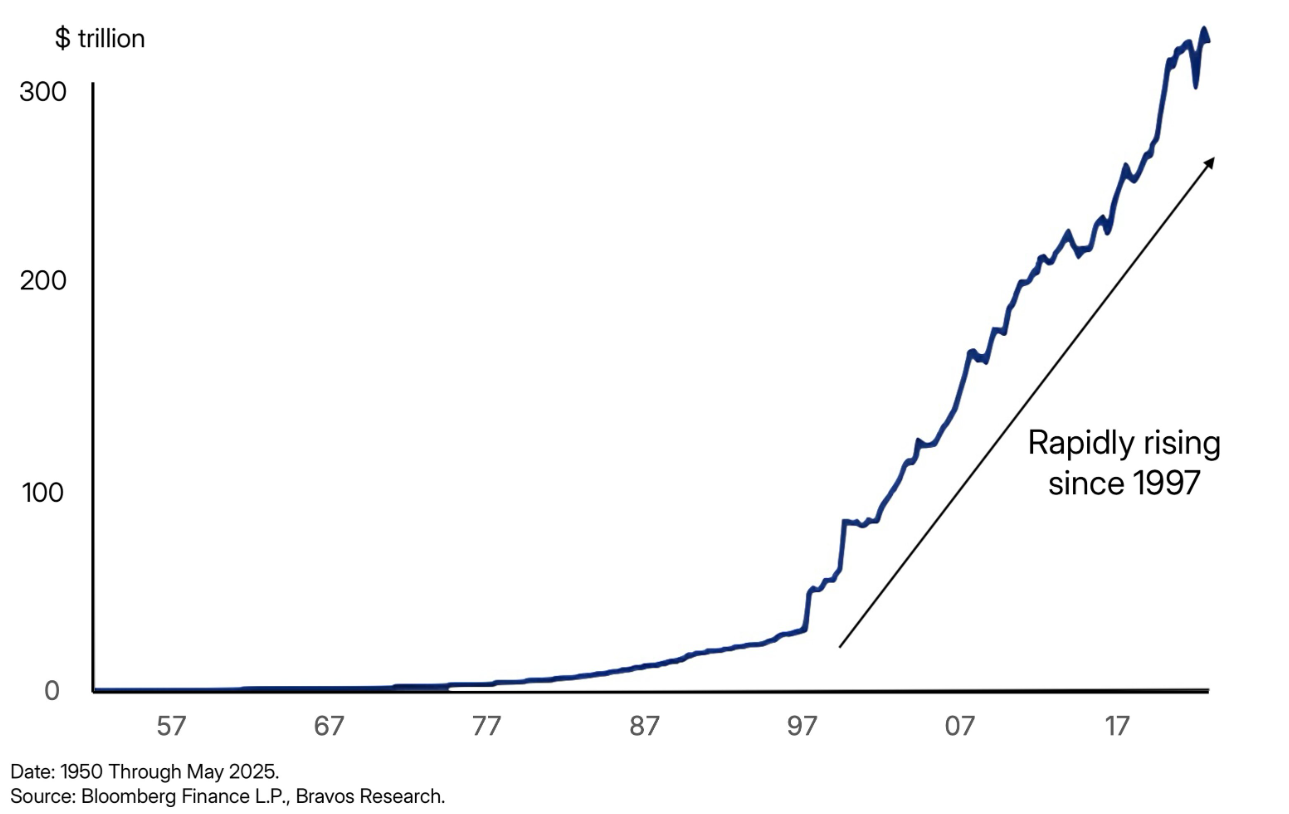 $ trillion
300
200
100
0
Rapidly rising
since 1997
57 67 77 87 97 07 17
Date: 1950 Through May 2025.
Source: Bloomberg Finance L.P., Bravos Research.